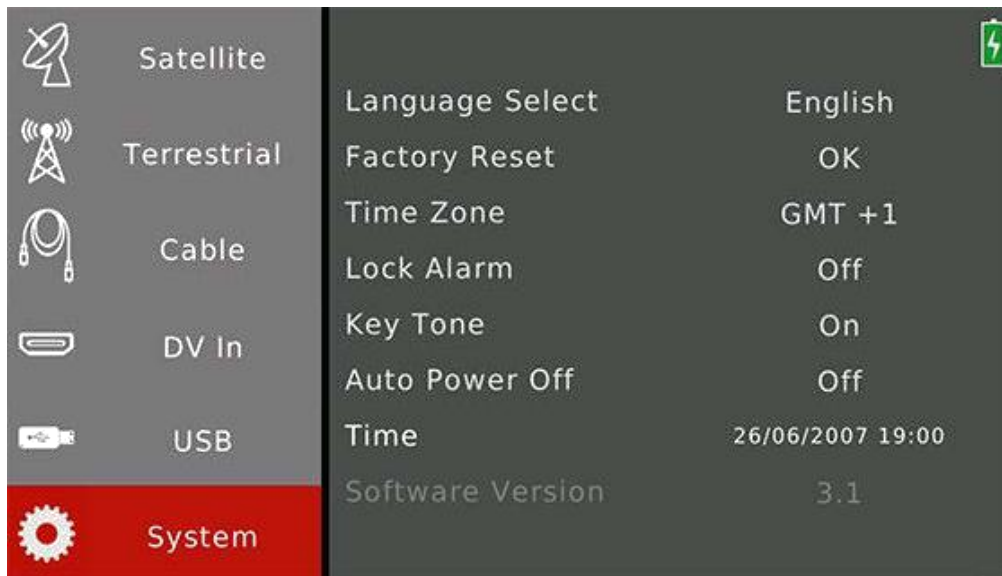 Satellite
Terrestrial
Cable
DV In
USB
System
Language Select English
Factory Reset OK
Time Zone GMT +1
Lock Alarm Off
Key Tone On
Auto Power Off Off
Time 26/06/2007 19:00
Software Version 3.1